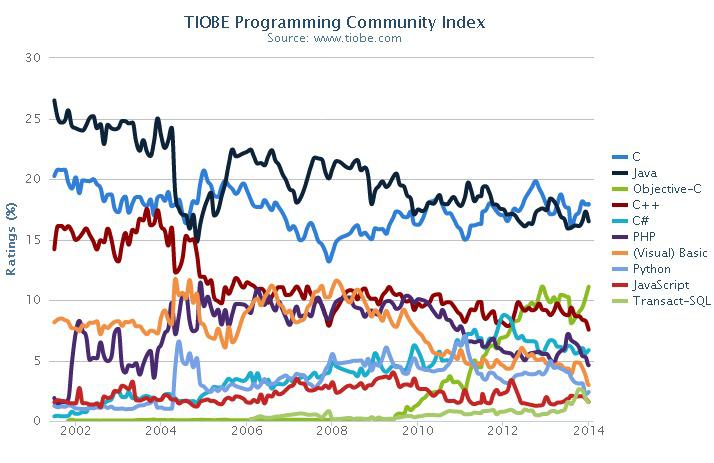 TIOBE Programming Community Index
Source: www.tiobe.com
Ratings (%)
30
25
20
15
10
5
0
2002 2004 2006 2008 2010 2012 2014
C
Java
Objective-C
C++
C#
PHP
(Visual) Basic
Python
JavaScript
Transact-SQL